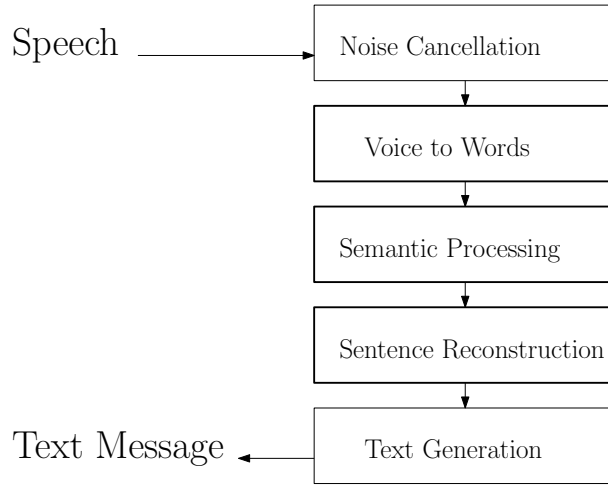 Speech
Noise Cancellation
Voice to Words
Semantic Processing
Sentence Reconstruction
Text Message
Text Generation